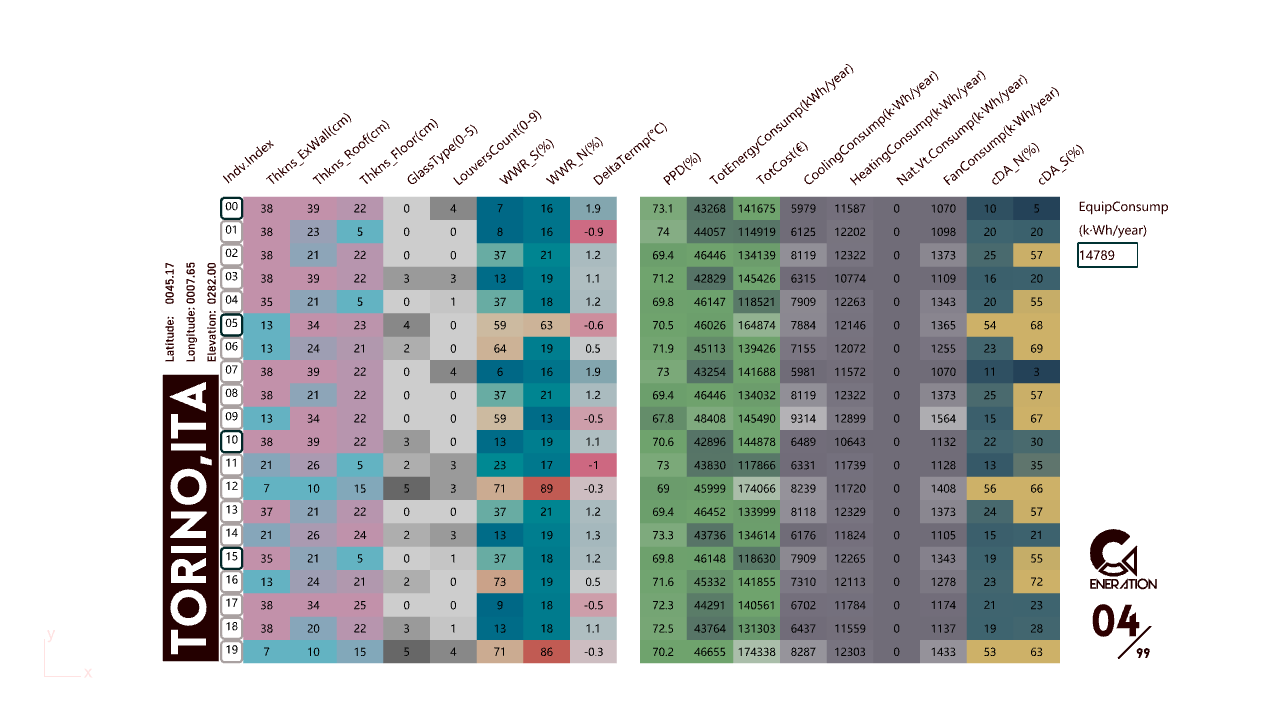 Indv.Index Thkns_ExWall(cm) Thkns_Roof(cm) Thkns_Floor(cm) GlassType(0-5) LouversCount(0-9) WWR_S(%) WWR_N(%) DeltaTermp(°C) PPD(%) TotEnergyConsump(kWh/year) TotCost(€) CoolingConsump(k·Wh/year) HeatingConsump(k·Wh/year) Nat.Vt.Consump(k·Wh/year) FanConsump(k·Wh/year) cDA_N(%) cDA_S(%)
00 38 39 22 0 4 7 16 1.9 73.1 43268 141675 5979 11587 0 1070 10 5
01 38 23 5 0 0 8 16 -0.9 74 44057 114919 6125 12202 0 1098 20 20
02 38 21 22 0 0 37 21 1.2 69.4 46446 134139 8119 12322 0 1373 25 57
03 38 39 22 3 3 13 19 1.1 71.2 42829 145426 6315 10774 0 1109 16 20
04 35 21 5 0 1 37 18 1.2 69.8 46147 118521 7909 12263 0 1343 20 55
05 13 34 23 4 0 59 63 -0.6 70.5 46026 164874 7884 12146 0 1365 54 68
06 13 24 21 2 0 64 19 0.5 71.9 45113 139426 7155 12072 0 1255 23 69
07 38 39 22 0 4 6 16 1.9 73 43254 141688 5981 11572 0 1070 11 3
08 38 21 22 0 0 37 21 1.2 69.4 46446 134032 8119 12322 0 1373 25 57
09 13 34 22 0 0 59 13 -0.5 67.8 48408 145490 9314 12899 0 1564 15 67
10 38 39 22 3 0 13 19 1.1 70.6 42896 144878 6489 10643 0 1132 22 30
11 21 26 5 2 3 23 17 -1 73 43830 117866 6331 11739 0 1128 13 35
12 7 10 15 5 3 71 89 -0.3 69 45999 174066 8239 11720 0 1408 56 66
13 37 21 22 0 0 37 21 1.2 69.4 46452 133999 8118 12329 0 1373 24 57
14 21 26 24 2 3 13 19 1.3 73.3 43736 134614 6176 11824 0 1105 15 21
15 35 21 5 0 1 37 18 1.2 69.8 46148 118630 7909 12265 0 1343 19 55
16 13 24 21 2 0 73 19 0.5 71.6 45332 141855 7310 12113 0 1278 23 72
17 38 34 25 0 0 9 18 -0.5 72.3 44291 140561 6702 11784 0 1174 21 23
18 38 20 22 3 1 13 18 1.1 72.5 43764 131303 6437 11559 0 1137 19 28
19 7 10 15 5 4 71 86 -0.3 70.2 46655 174338 8287 12303 0 1433 53 63
Latitude: 0045.17
Longitude: 0007.65
Elevation: 0282.00
TORINO,ITA
EquipConsump
(k·Wh/year)
14789
GENERATION
04/99
y
x